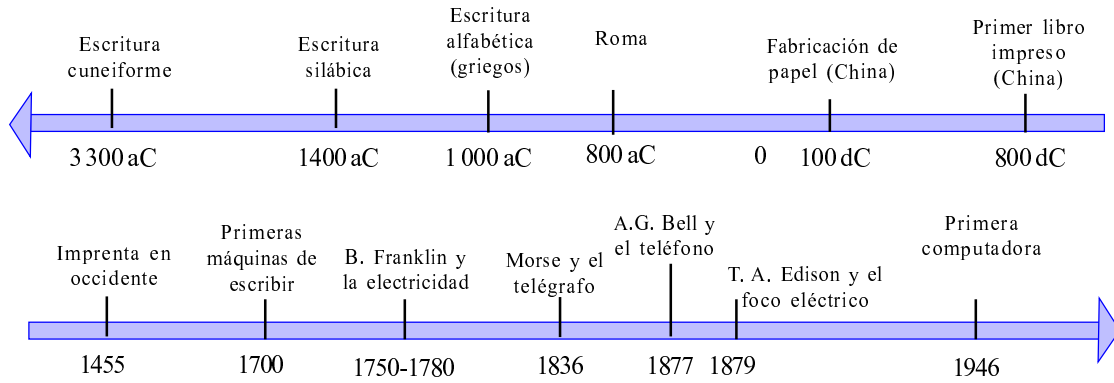 Escritura
cuneiforme
Escritura
silábica
Escritura
alfabética
(griegos)
Roma
Fabricación de
papel (China)
Primer libro
impreso
(China)
3 300 aC
1400 aC
1 000 aC
800 aC
0
100 dC
800 dC
Imprenta en
occidente
Primeras
máquinas de
escribir
B. Franklin y
la electricidad
Morse y el
telégrafo
A.G. Bell y
el teléfono
T. A. Edison y el
foco eléctrico
Primera
computadora
1455
1700
1750-1780
1836
1877
1879
1946